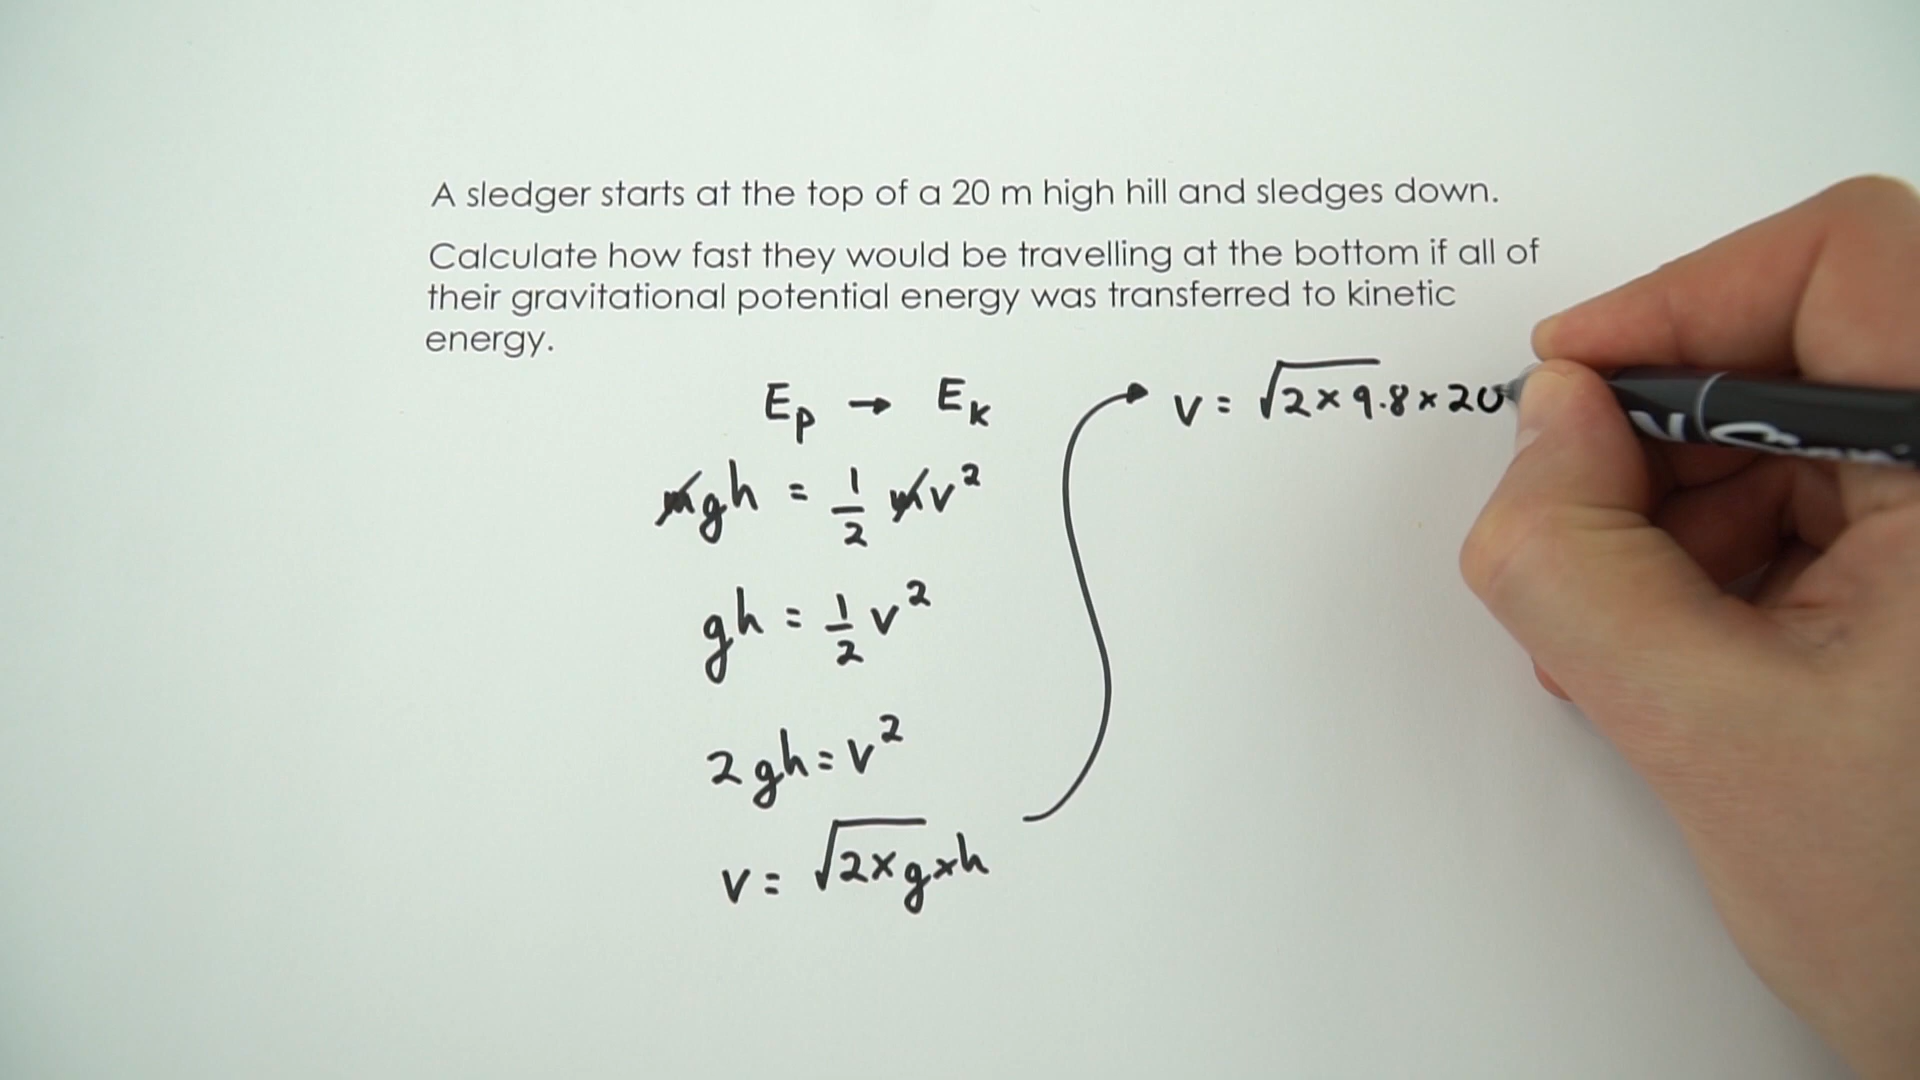 A sledger starts at the top of a 20 m high hill and sledges down.
Calculate how fast they would be travelling at the bottom if all of
their gravitational potential energy was transferred to kinetic
energy.
Eₚ → Eₖ
mgh = 1/2 mv²
gh = 1/2 v²
2gh = v²
v = √2×g×h
v = √2×9.8×20